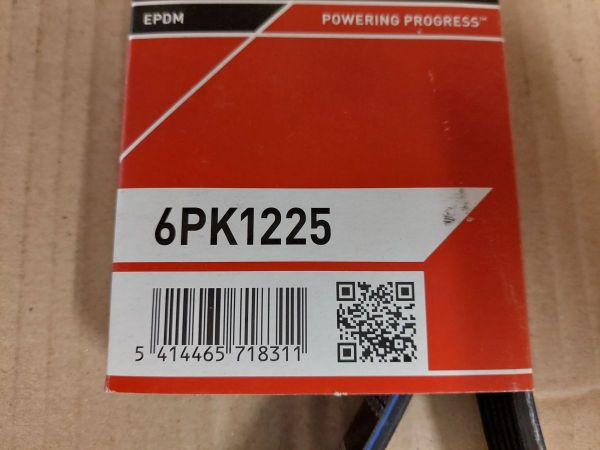 EPDM
POWERING PROGRESS™
6PK1225
5 414465 718311